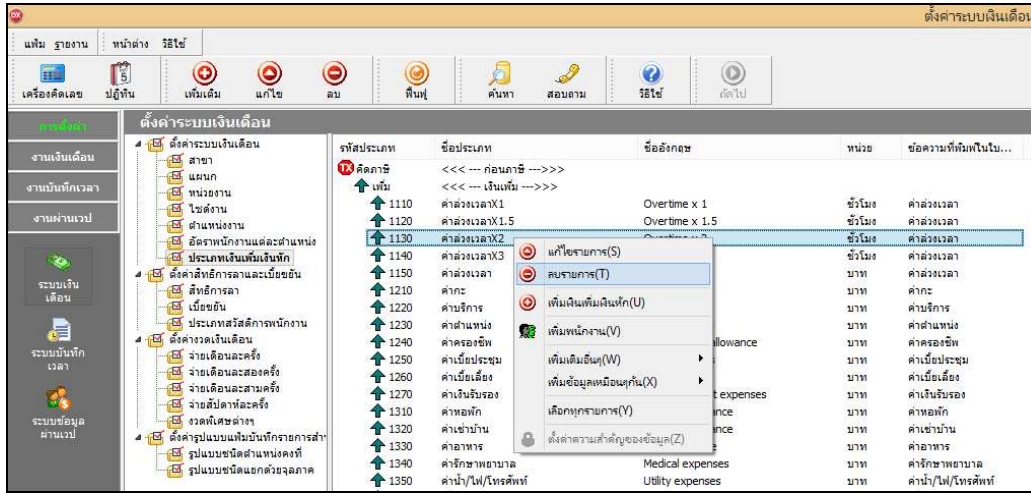 ตั้งค่าระบบเงินเดือน
แฟ้ม รายงาน หน้าต่าง วิธีใช้
เครื่องคิดเลข ปฏิทิน เพิ่มเติม แก้ไข ลบ ฟื้นฟู ค้นหา สอบถาม วิธีใช้ ถัดไป
การตั้งค่า
งานเงินเดือน
งานบันทึกเวลา
งานผ่านเวป
ระบบเงิน
เดือน
ระบบบันทึก
เวลา
ระบบข้อมูล
ผ่านเวป
ตั้งค่าระบบเงินเดือน
ตั้งค่าระบบเงินเดือน
สาขา
แผนก
หน่วยงาน
ไซด์งาน
ตำแหน่งงาน
อัตราพนักงานแต่ละตำแหน่ง
ประเภทเงินเพิ่มเงินหัก
ตั้งค่าสิทธิการลาและเบี้ยขยัน
สิทธิการลา
เบี้ยขยัน
ประเภทสวัสดิการพนักงาน
ตั้งค่างวดเงินเดือน
จ่ายเดือนละครั้ง
จ่ายเดือนละสองครั้ง
จ่ายเดือนละสามครั้ง
จ่ายสัปดาห์ละครั้ง
งวดพิเศษต่างๆ
ตั้งค่ารูปแบบแฟ้มบันทึกรายการสำ
รูปแบบชนิดตำแหน่งคงที่
รูปแบบชนิดแยกด้วยจุลภาค
รหัสประเภท ชื่อประเภท ชื่ออังกฤษ หน่วย ข้อความที่พิมพ์ในใบ...
TX คิดภาษี <<< --- ก่อนภาษี --->>>
เพิ่ม <<< --- เงินเพิ่ม --->>>
1110 ค่าล่วงเวลาX1 Overtime x 1 ชั่วโมง ค่าล่วงเวลา
1120 ค่าล่วงเวลาX1.5 Overtime x 1.5 ชั่วโมง ค่าล่วงเวลา
1130 ค่าล่วงเวลาX2 Overtime x 2 ชั่วโมง ค่าล่วงเวลา
1140 ค่าล่วงเวลาX3 ชั่วโมง ค่าล่วงเวลา
1150 ค่าล่วงเวลา บาท ค่าล่วงเวลา
1210 ค่ากะ บาท ค่ากะ
1220 ค่าบริการ บาท ค่าบริการ
1230 ค่าตำแหน่ง บาท ค่าตำแหน่ง
1240 ค่าครองชีพ llowance บาท ค่าครองชีพ
1250 ค่าเบี้ยประชุม บาท ค่าเบี้ยประชุม
1260 ค่าเบี้ยเลี้ยง บาท ค่าเบี้ยเลี้ยง
1270 ค่าเงินรับรอง t expenses บาท ค่าเงินรับรอง
1310 ค่าหอพัก nce บาท ค่าหอพัก
1320 ค่าเช่าบ้าน nce บาท ค่าเช่าบ้าน
1330 ค่าอาหาร บาท ค่าอาหาร
1340 ค่ารักษาพยาบาล Medical expenses บาท ค่ารักษาพยาบาล
1350 ค่าน้ำ/ไฟ/โทรศัพท์ Utility expenses บาท ค่าน้ำ/ไฟ/โทรศัพท์
แก้ไขรายการ(S)
ลบรายการ(T)
เพิ่มเงินเพิ่มเงินหัก(U)
เพิ่มพนักงาน(V)
เพิ่มเติมอื่นๆ(W)
เพิ่มข้อมูลเหมือนๆกัน(X)
เลือกทุกรายการ(Y)
ตั้งค่าความสำคัญของข้อมูล(Z)